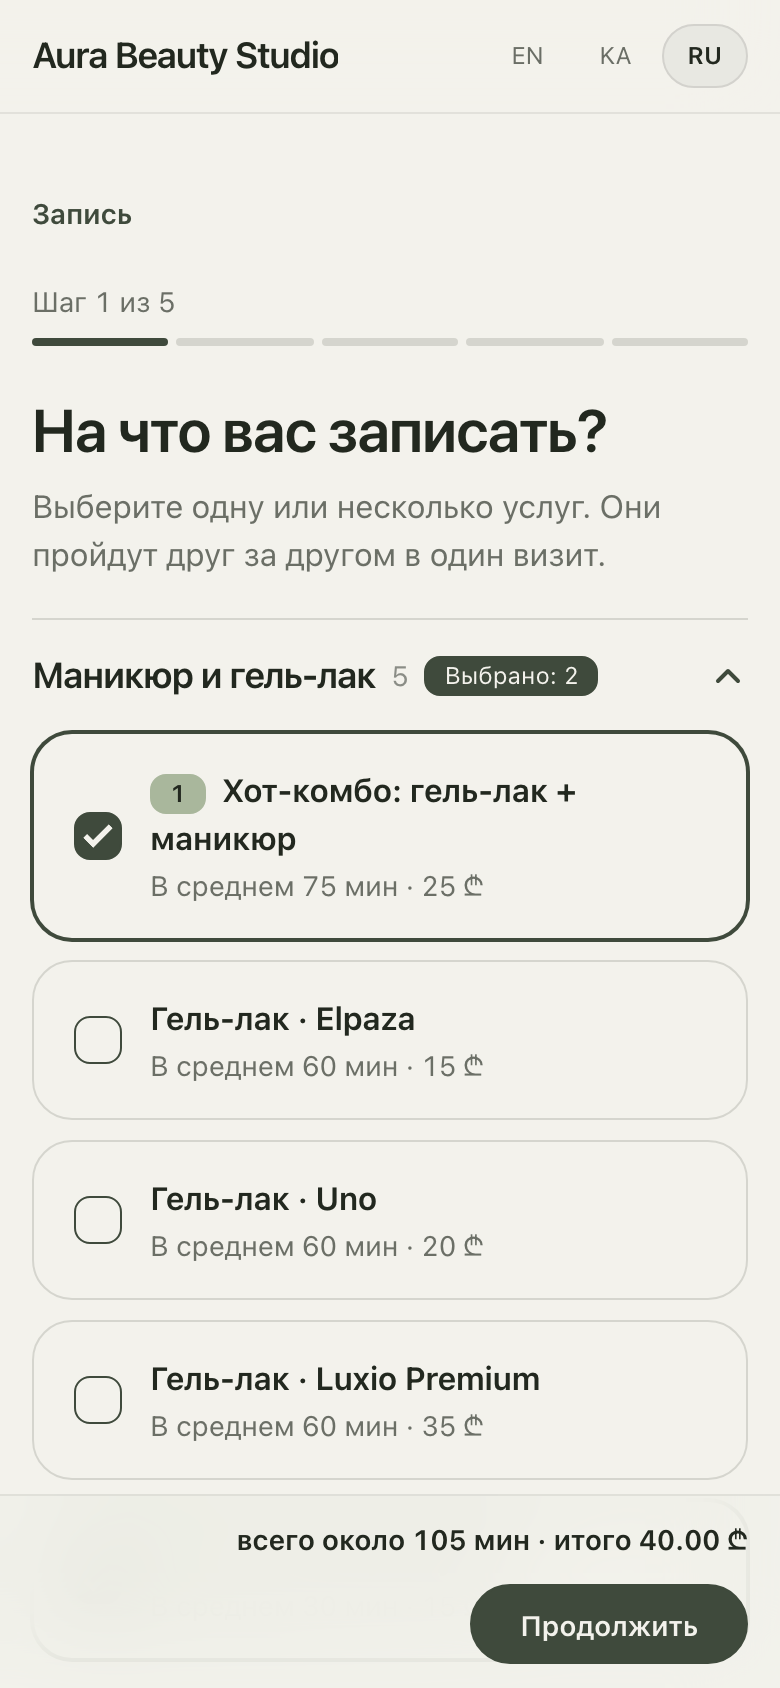 Aura Beauty Studio EN KA RU
Запись
Шаг 1 из 5
На что вас записать?
Выберите одну или несколько услуг. Они
пройдут друг за другом в один визит.
Маникюр и гель-лак 5 Выбрано: 2
1 Хот-комбо: гель-лак +
маникюр
В среднем 75 мин · 25 ₾
Гель-лак · Elpaza
В среднем 60 мин · 15 ₾
Гель-лак · Uno
В среднем 60 мин · 20 ₾
Гель-лак · Luxio Premium
В среднем 60 мин · 35 ₾
всего около 105 мин · итого 40.00 ₾
Продолжить